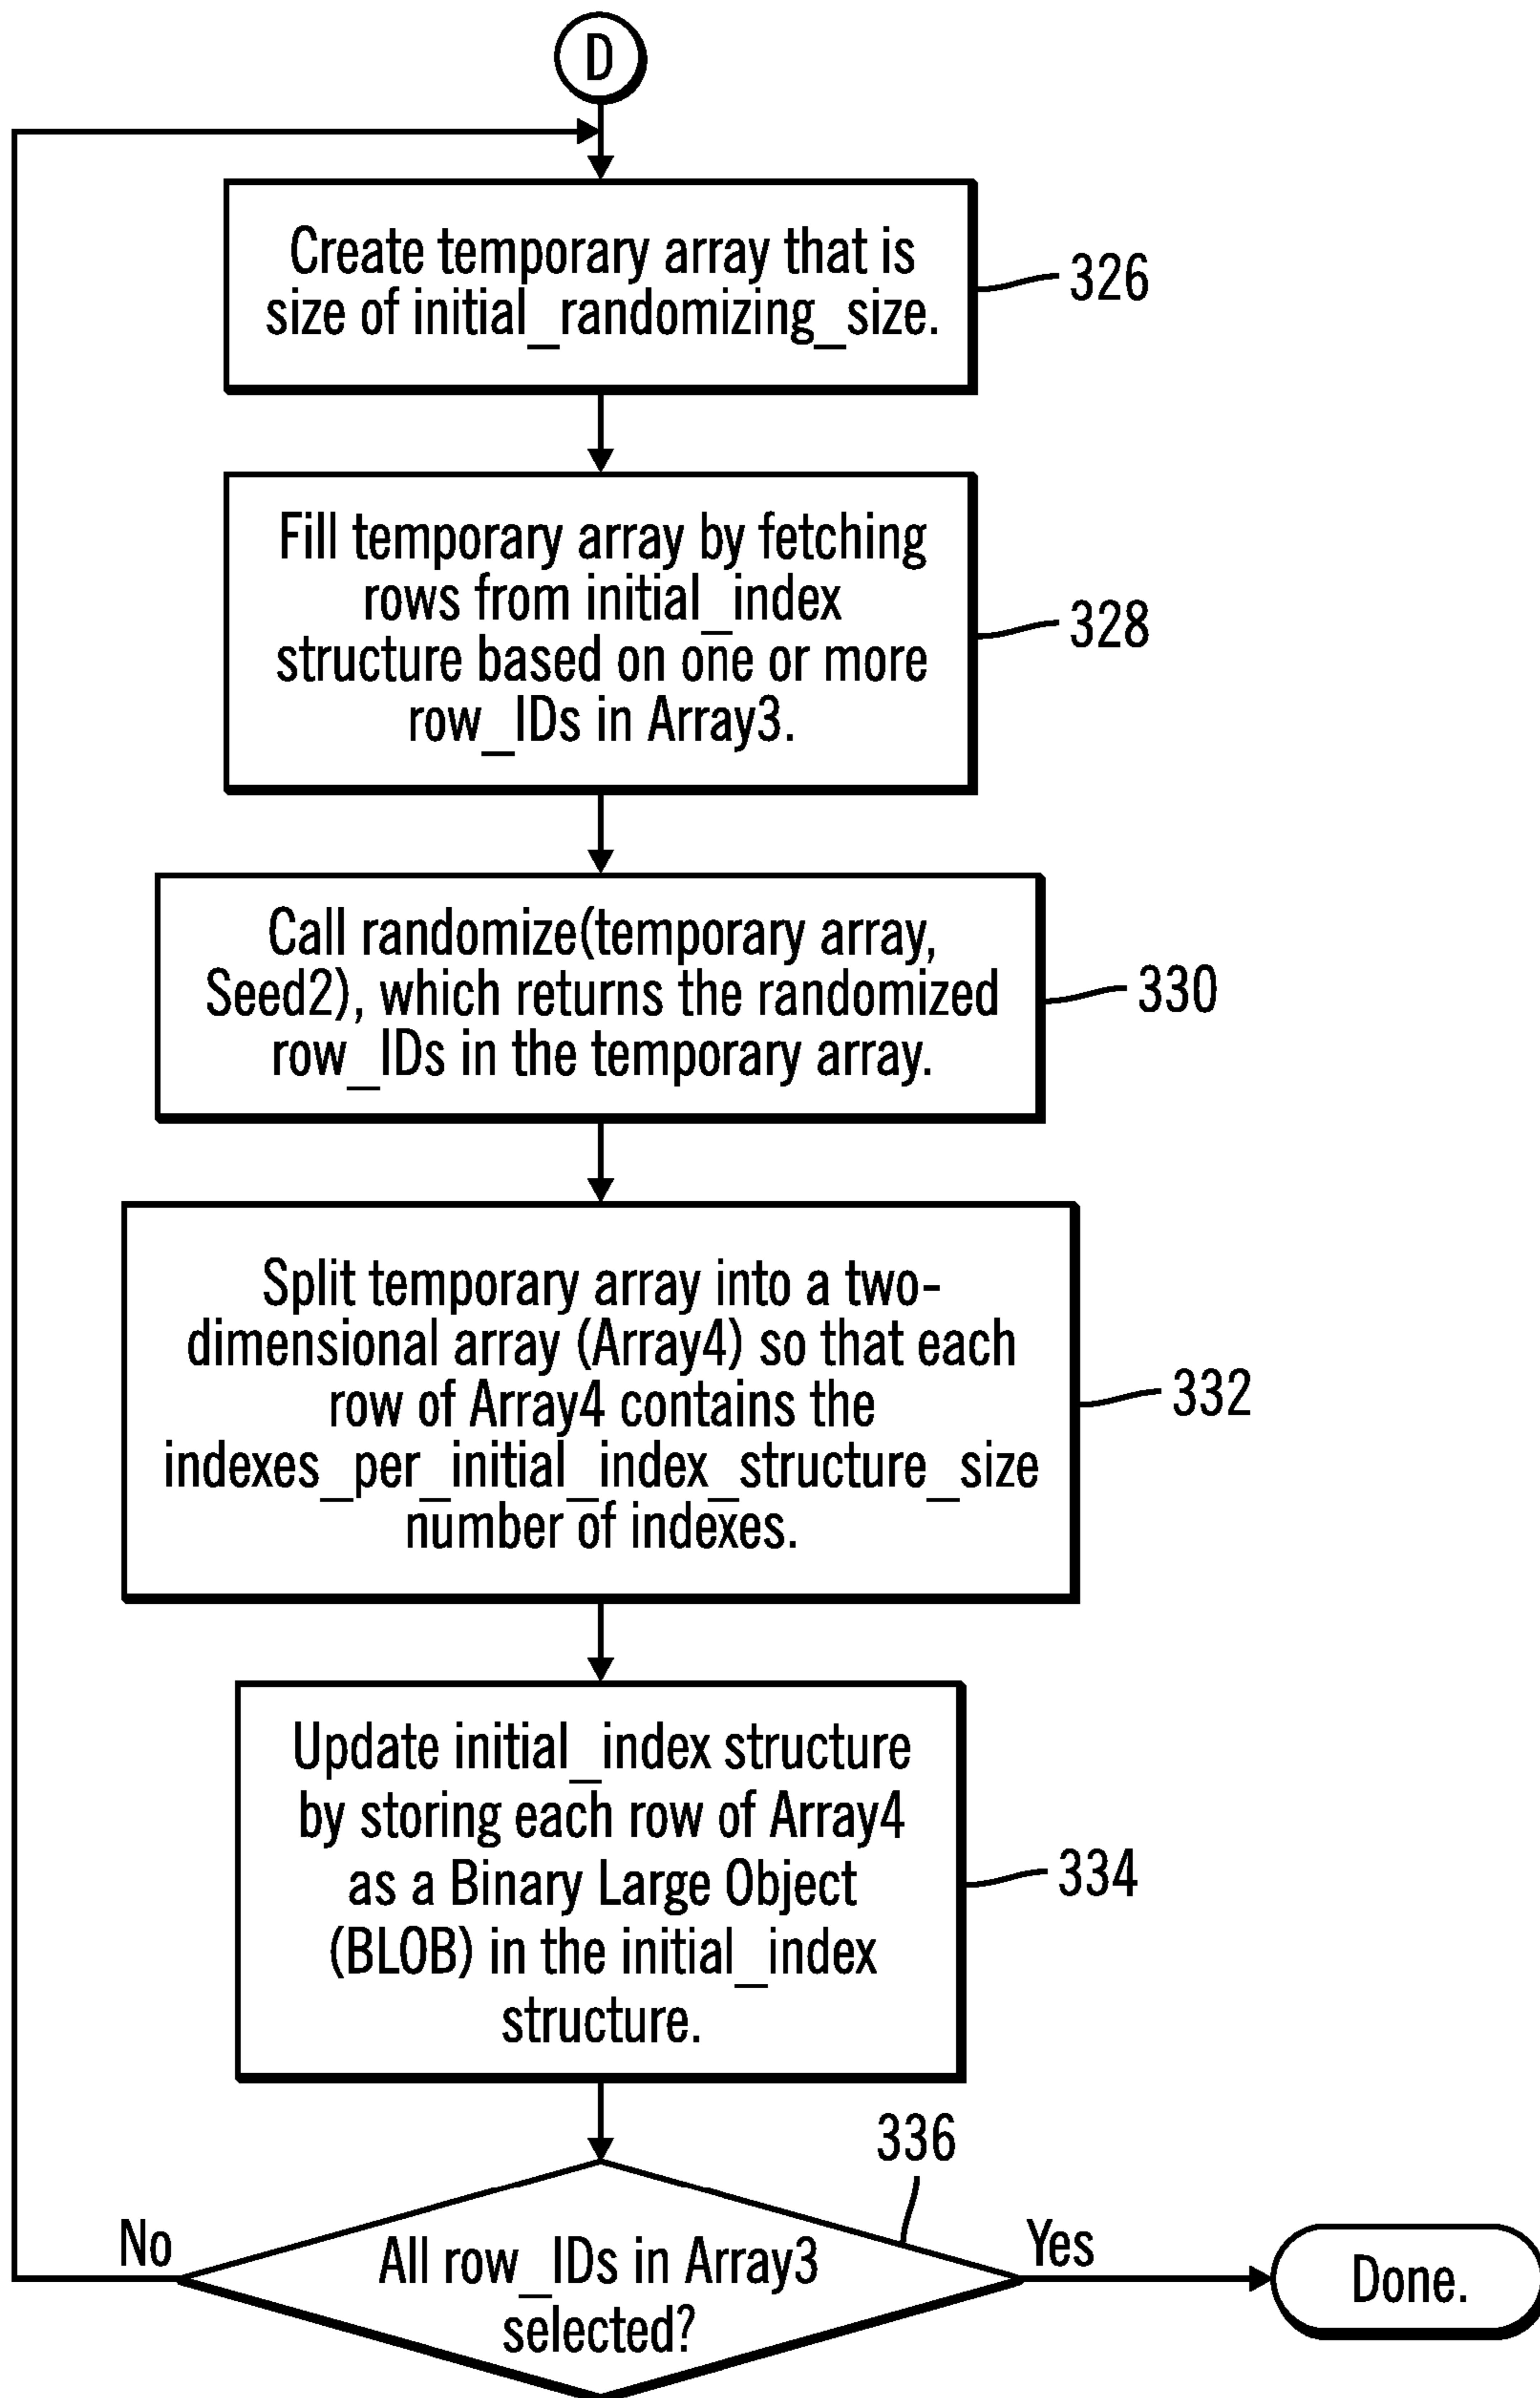 D
Create temporary array that is
size of initial_randomizing_size.
326
Fill temporary array by fetching
rows from initial_index
structure based on one or more
row_IDs in Array3.
328
Call randomize(temporary array,
Seed2), which returns the randomized
row_IDs in the temporary array.
330
Split temporary array into a two-
dimensional array (Array4) so that each
row of Array4 contains the
indexes_per_initial_index_structure_size
number of indexes.
332
Update initial_index structure
by storing each row of Array4
as a Binary Large Object
(BLOB) in the initial_index
structure.
334
336
No
All row_IDs in Array3
selected?
Yes
Done.